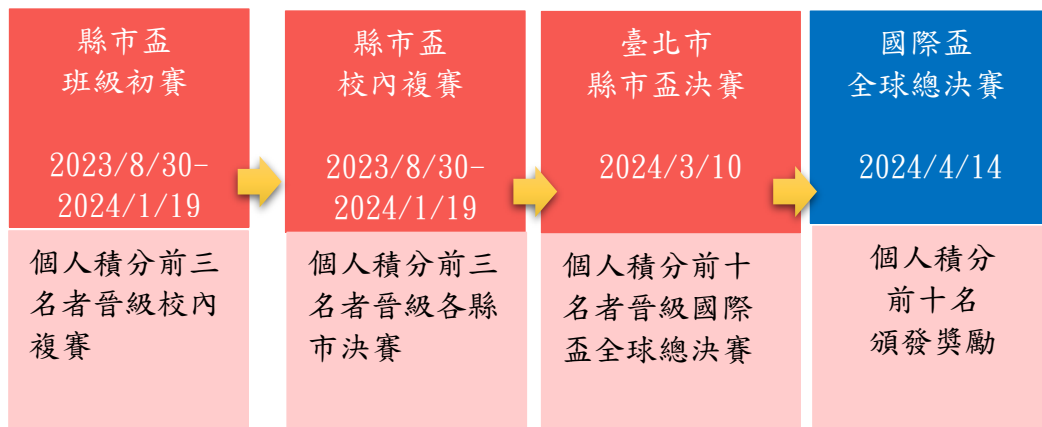 縣市盃
班級初賽
2023/8/30-
2024/1/19
個人積分前三
名者晉級校內
複賽
縣市盃
校內複賽
2023/8/30-
2024/1/19
個人積分前三
名者晉級各縣
市決賽
臺北市
縣市盃決賽
2024/3/10
個人積分前十
名者晉級國際
盃全球總決賽
國際盃
全球總決賽
2024/4/14
個人積分
前十名
頒發獎勵